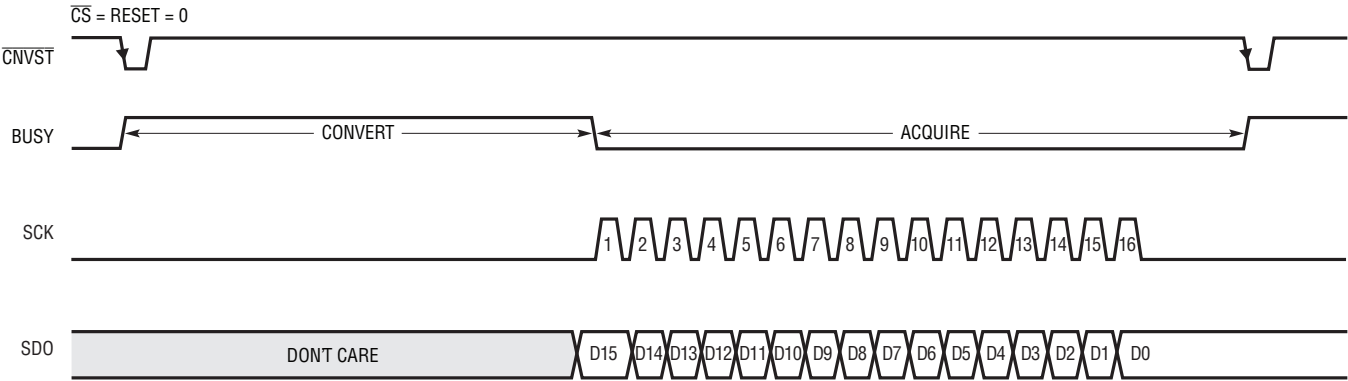 C̅S̅ = RESET = 0
C̅N̅V̅S̅T̅
BUSY CONVERT ACQUIRE
SCK 1 2 3 4 5 6 7 8 9 10 11 12 13 14 15 16
SDO DON'T CARE D15 D14 D13 D12 D11 D10 D9 D8 D7 D6 D5 D4 D3 D2 D1 D0